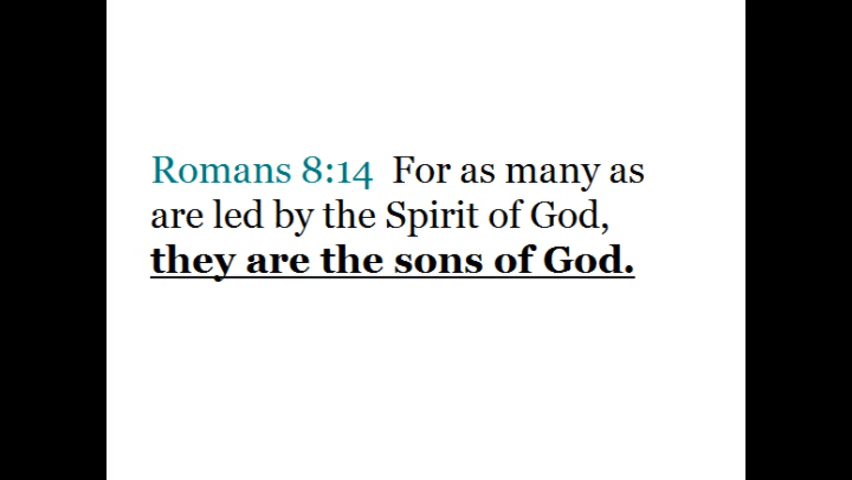 Romans 8:14  For as many as
are led by the Spirit of God,
they are the sons of God.